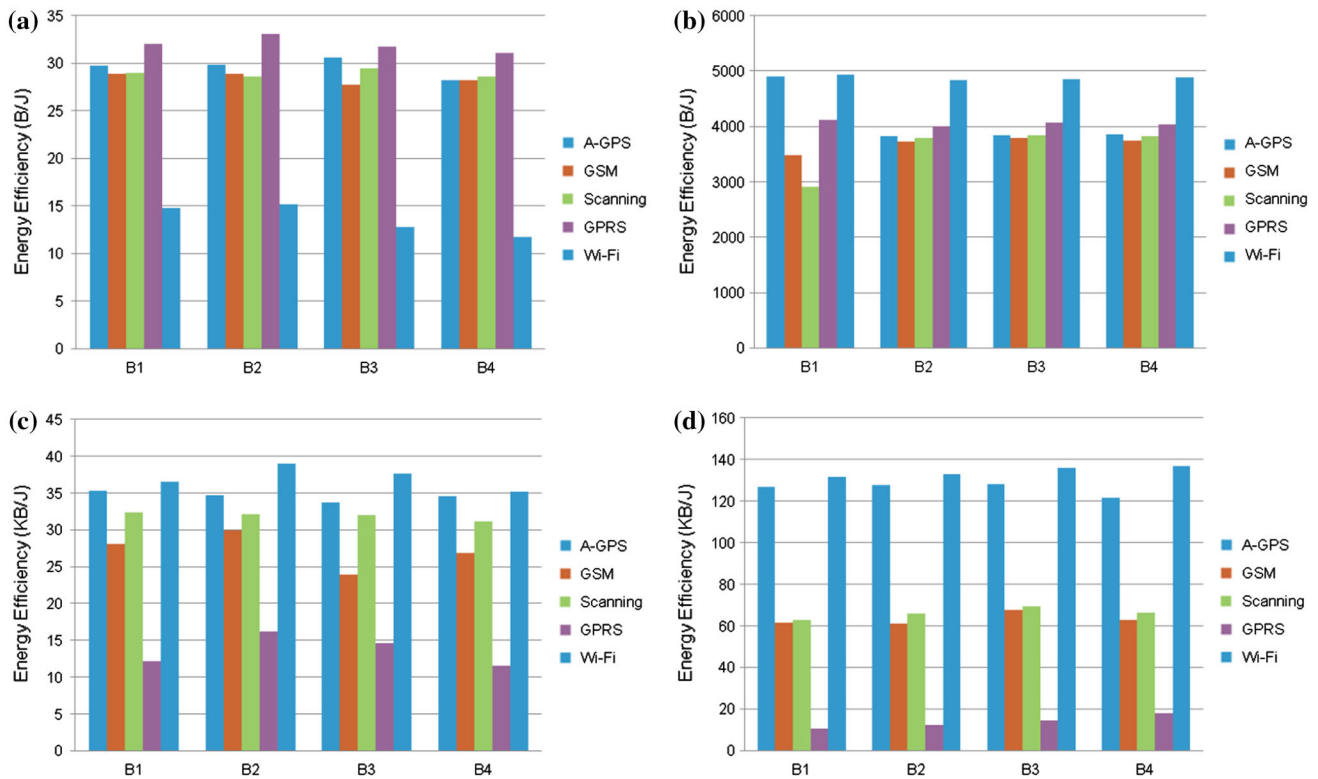 (a)
Energy Efficiency (B/J)
35
30
25
20
15
10
5
0
B1 B2 B3 B4
A-GPS
GSM
Scanning
GPRS
Wi-Fi
(b)
Energy Efficiency (B/J)
6000
5000
4000
3000
2000
1000
0
B1 B2 B3 B4
A-GPS
GSM
Scanning
GPRS
Wi-Fi
(c)
Energy Efficiency (KB/J)
45
40
35
30
25
20
15
10
5
0
B1 B2 B3 B4
A-GPS
GSM
Scanning
GPRS
Wi-Fi
(d)
Energy Efficiency (KB/J)
160
140
120
100
80
60
40
20
0
B1 B2 B3 B4
A-GPS
GSM
Scanning
GPRS
Wi-Fi